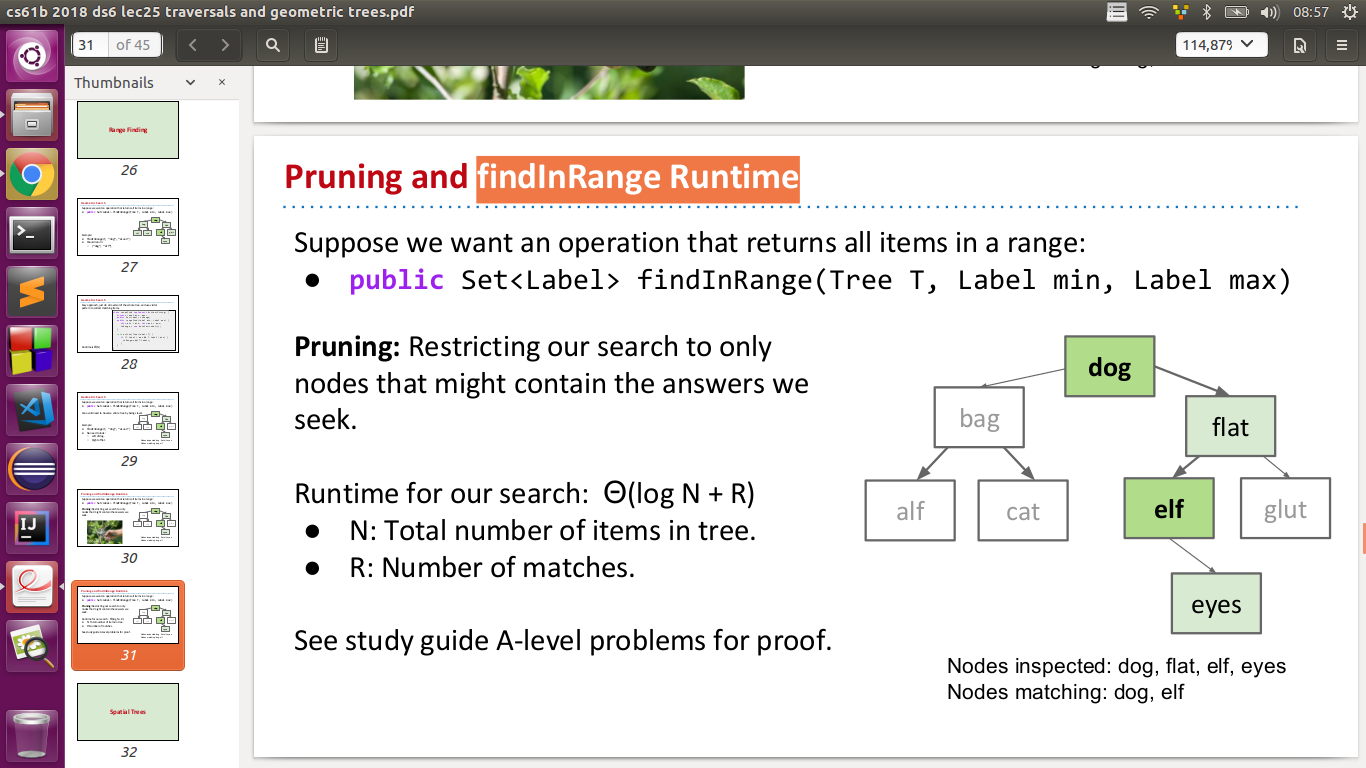 cs61b 2018 ds6 lec25 traversals and geometric trees.pdf
08:57
31 of 45
114,87%
Thumbnails
Range Finding
26
27
28
29
30
31
Spatial Trees
32
Pruning and findInRange Runtime
Suppose we want an operation that returns all items in a range:
● public Set<Label> findInRange(Tree T, Label min, Label max)
Pruning: Restricting our search to only
nodes that might contain the answers we
seek.
Runtime for our search: Θ(log N + R)
● N: Total number of items in tree.
● R: Number of matches.
See study guide A-level problems for proof.
dog
bag
flat
alf
cat
elf
glut
eyes
Nodes inspected: dog, flat, elf, eyes
Nodes matching: dog, elf